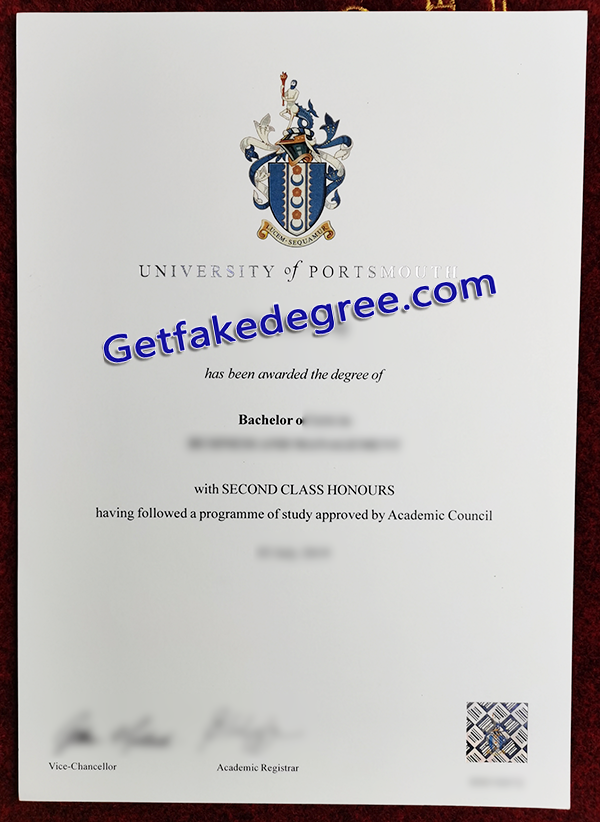 LUCEM SEQUAMUR
UNIVERSITY of PORTSMOUTH
Getfakedegree.com
has been awarded the degree of
Bachelor o
with SECOND CLASS HONOURS
having followed a programme of study approved by Academic Council
Vice-Chancellor
Academic Registrar